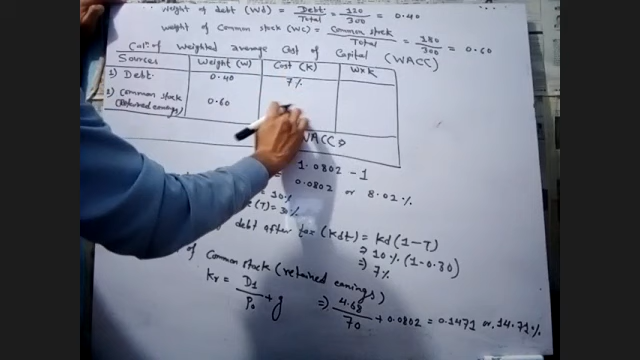 Weight of debt (Wd) = Debt / Total = 120 / 300 = 0.40
Weight of Common stock (WC) = Common stock / Total = 180 / 300 = 0.60
Cal. of Weighted average Cost of Capital (WACC)
Sources Weight (W) Cost (K) WxK
1) Debt 0.40 7%
2) Common stock (Retained earnings) 0.60
WACC
1.0802 - 1
0.0802 or 8.02%
= 10%
(T) = 30%
debt after tax (Kdt) = Kd (1-T)
⇒ 10% (1-0.30)
⇒ 7%
of Common stock (retained earnings)
Kr = D1 / P0 + g ⇒ 4.68 / 70 + 0.0802 = 0.1471 or 14.71%